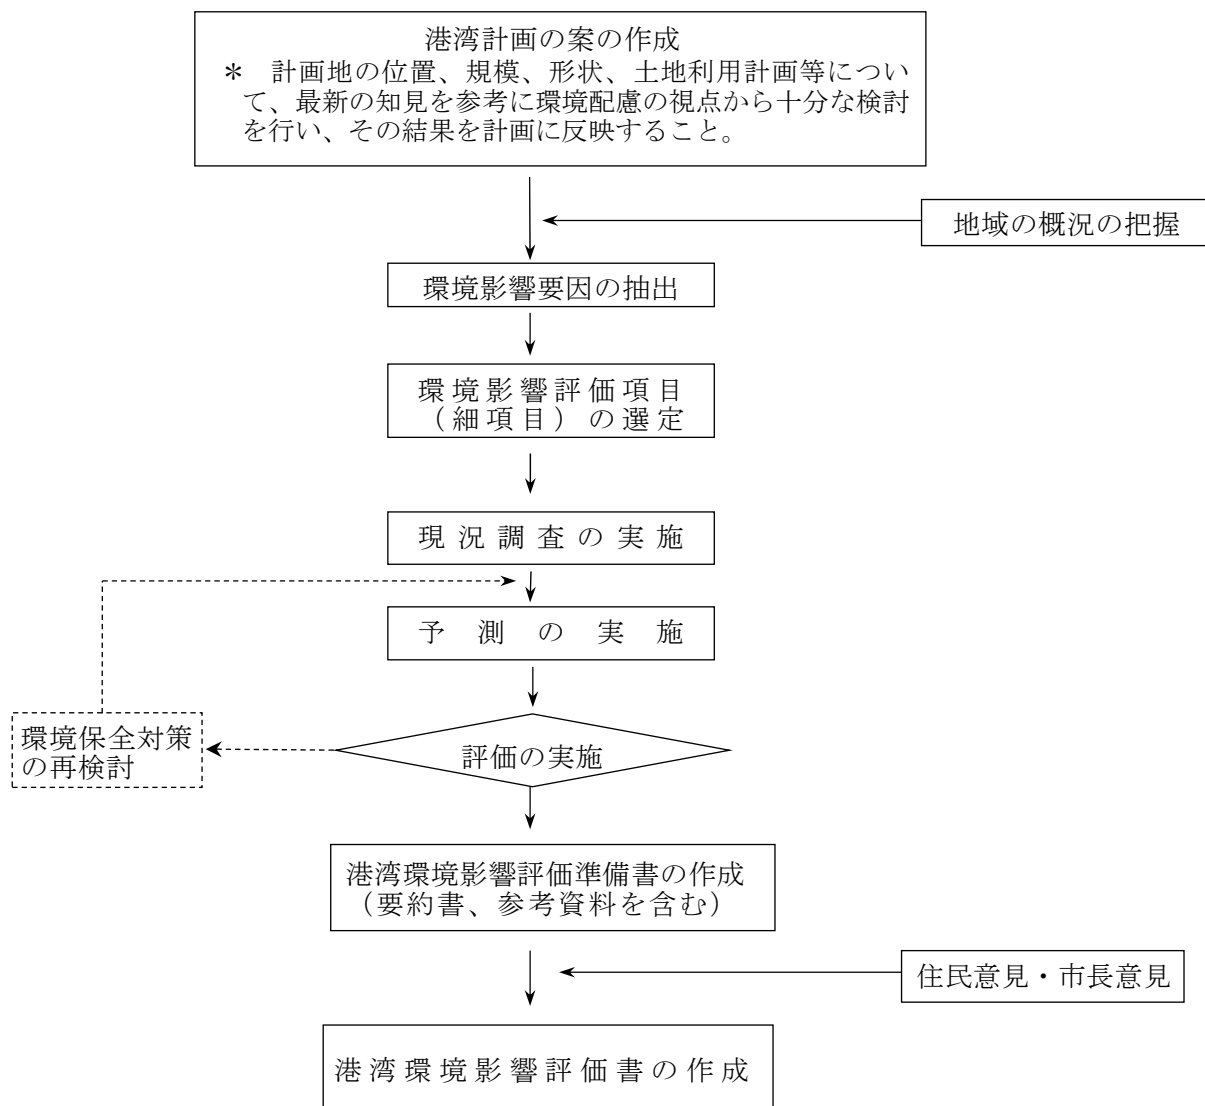 港湾計画の案の作成
＊　計画地の位置、規模、形状、土地利用計画等につい
て、最新の知見を参考に環境配慮の視点から十分な検討
を行い、その結果を計画に反映すること。
地域の概況の把握
環境影響要因の抽出
環境影響評価項目
（細項目）の選定
現況調査の実施
予測の実施
環境保全対策
の再検討
評価の実施
港湾環境影響評価準備書の作成
（要約書、参考資料を含む）
住民意見・市長意見
港湾環境影響評価書の作成